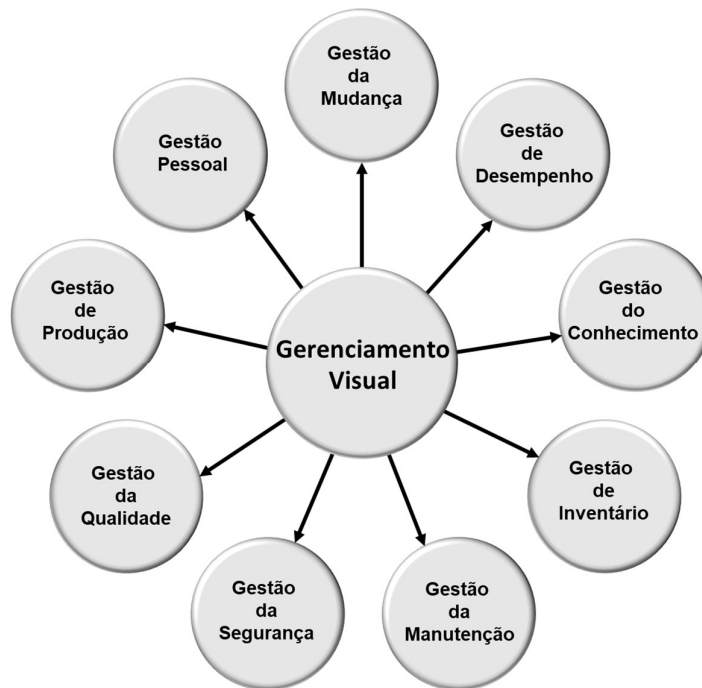 Gestão
da
Mudança
Gestão
de
Desempenho
Gestão
do
Conhecimento
Gestão
de
Inventário
Gestão
da
Manutenção
Gestão
da
Segurança
Gestão
da
Qualidade
Gestão
de
Produção
Gestão
Pessoal
Gerenciamento
Visual